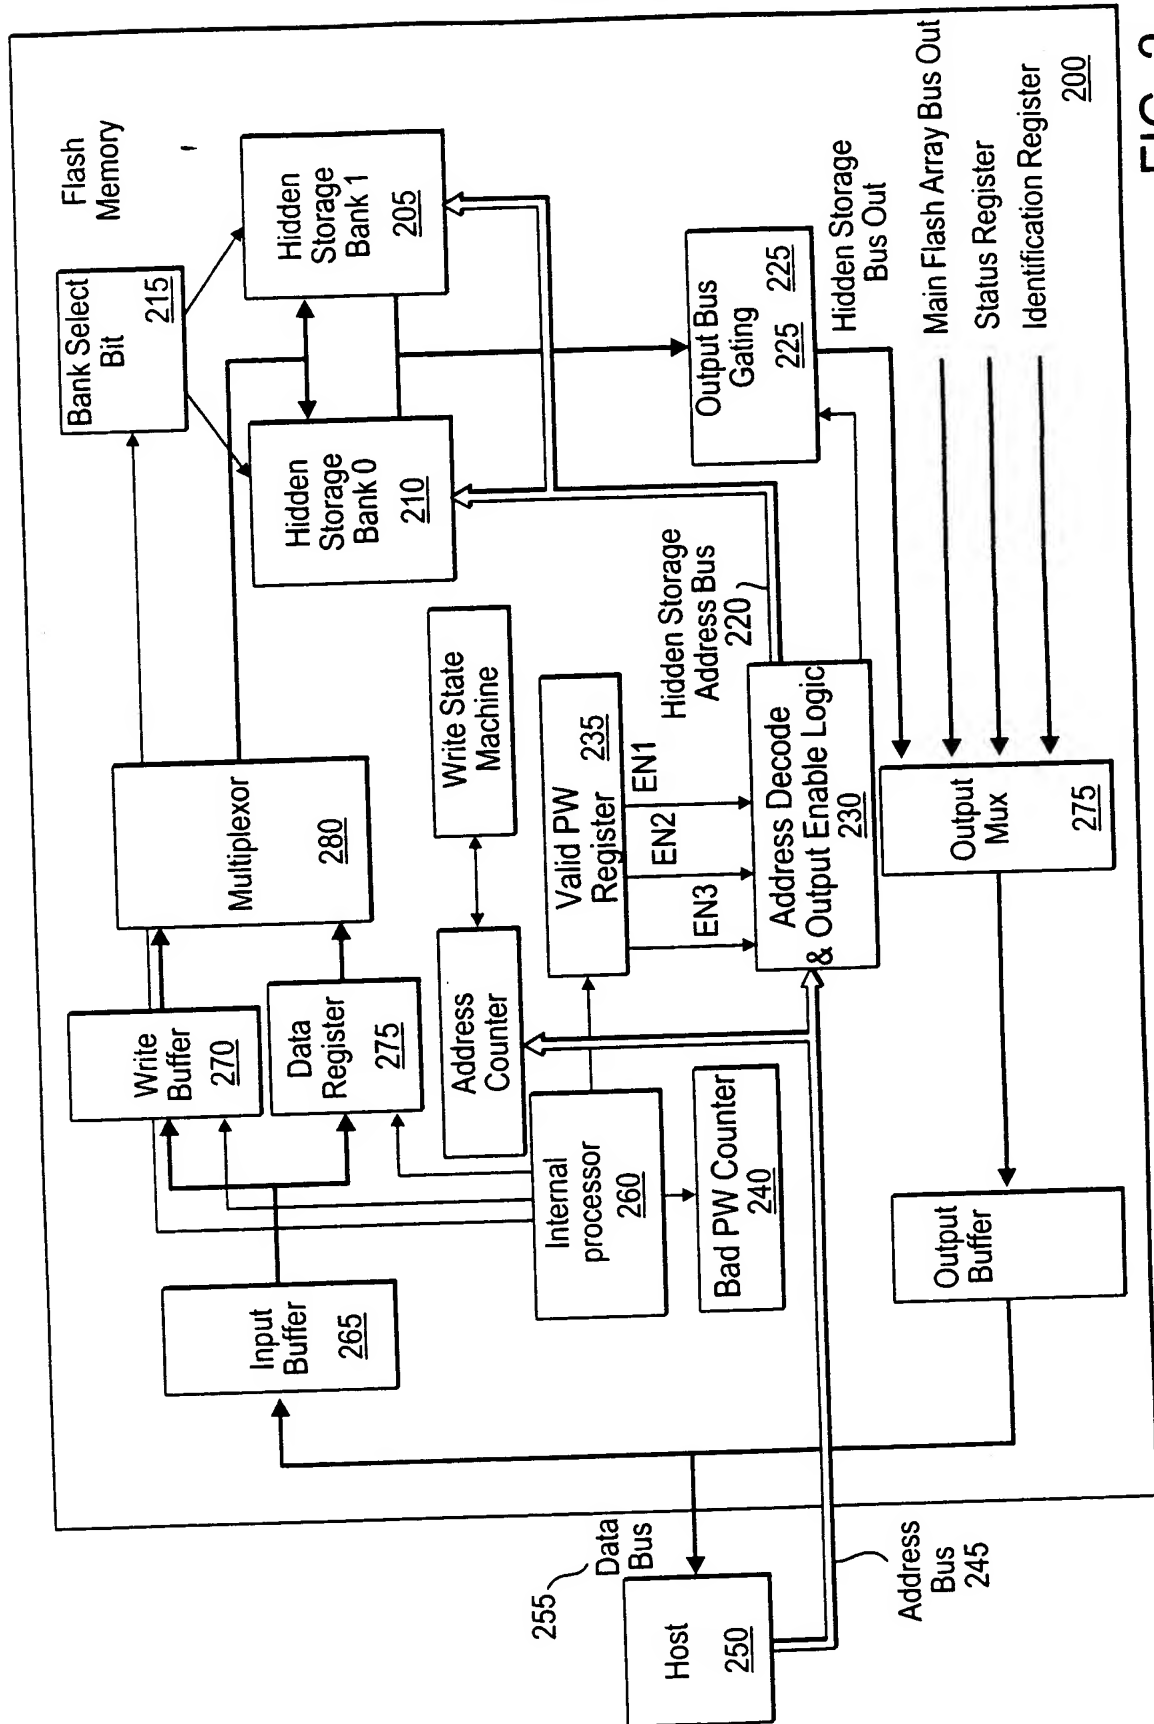 Flash
Memory
Bank Select
Bit
215
Hidden
Storage
Bank 1
205
Hidden
Storage
Bank 0
210
Multiplexor
280
Write
Buffer
270
Data
Register
275
Input
Buffer
265
Write State
Machine
Address
Counter
Internal
processor
260
Valid PW
Register
235
EN1
EN2
EN3
Bad PW Counter
240
Hidden Storage
Address Bus
220
Address Decode
& Output Enable Logic
230
Output Bus
Gating
225
225
Hidden Storage
Bus Out
Main Flash Array Bus Out
Status Register
Identification Register
200
Output
Mux
275
Output
Buffer
255
Data
Bus
Host
250
Address
Bus
245